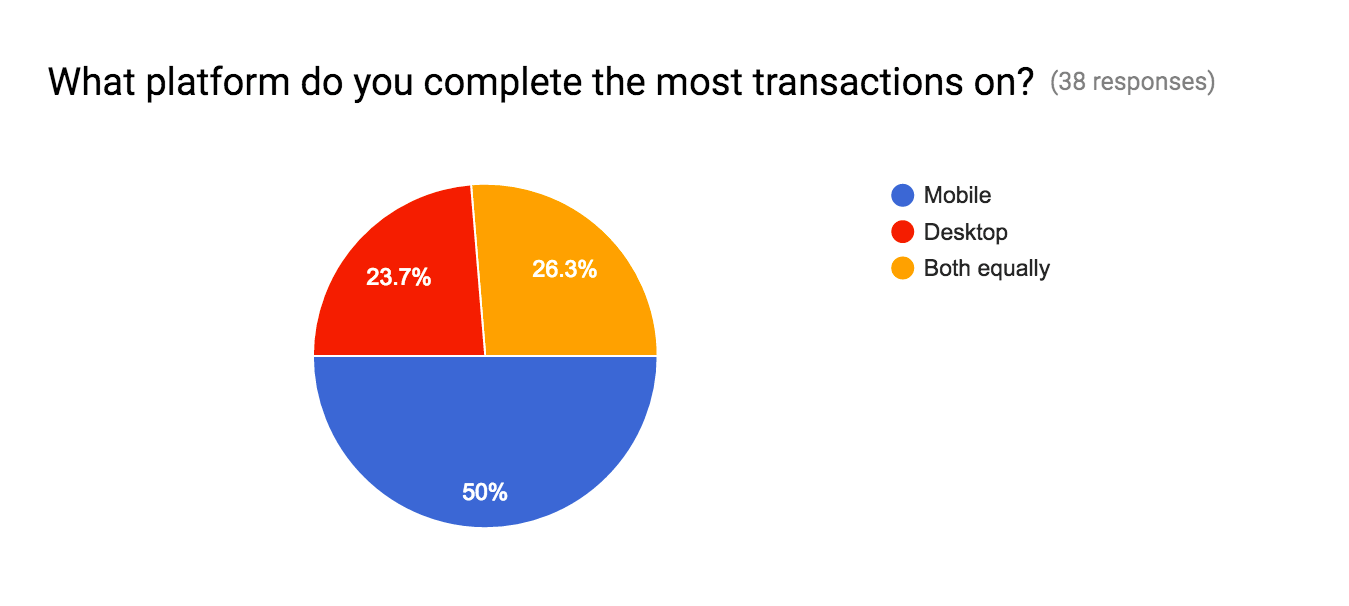 What platform do you complete the most transactions on? (38 responses)
Mobile
Desktop
Both equally
23.7%
26.3%
50%